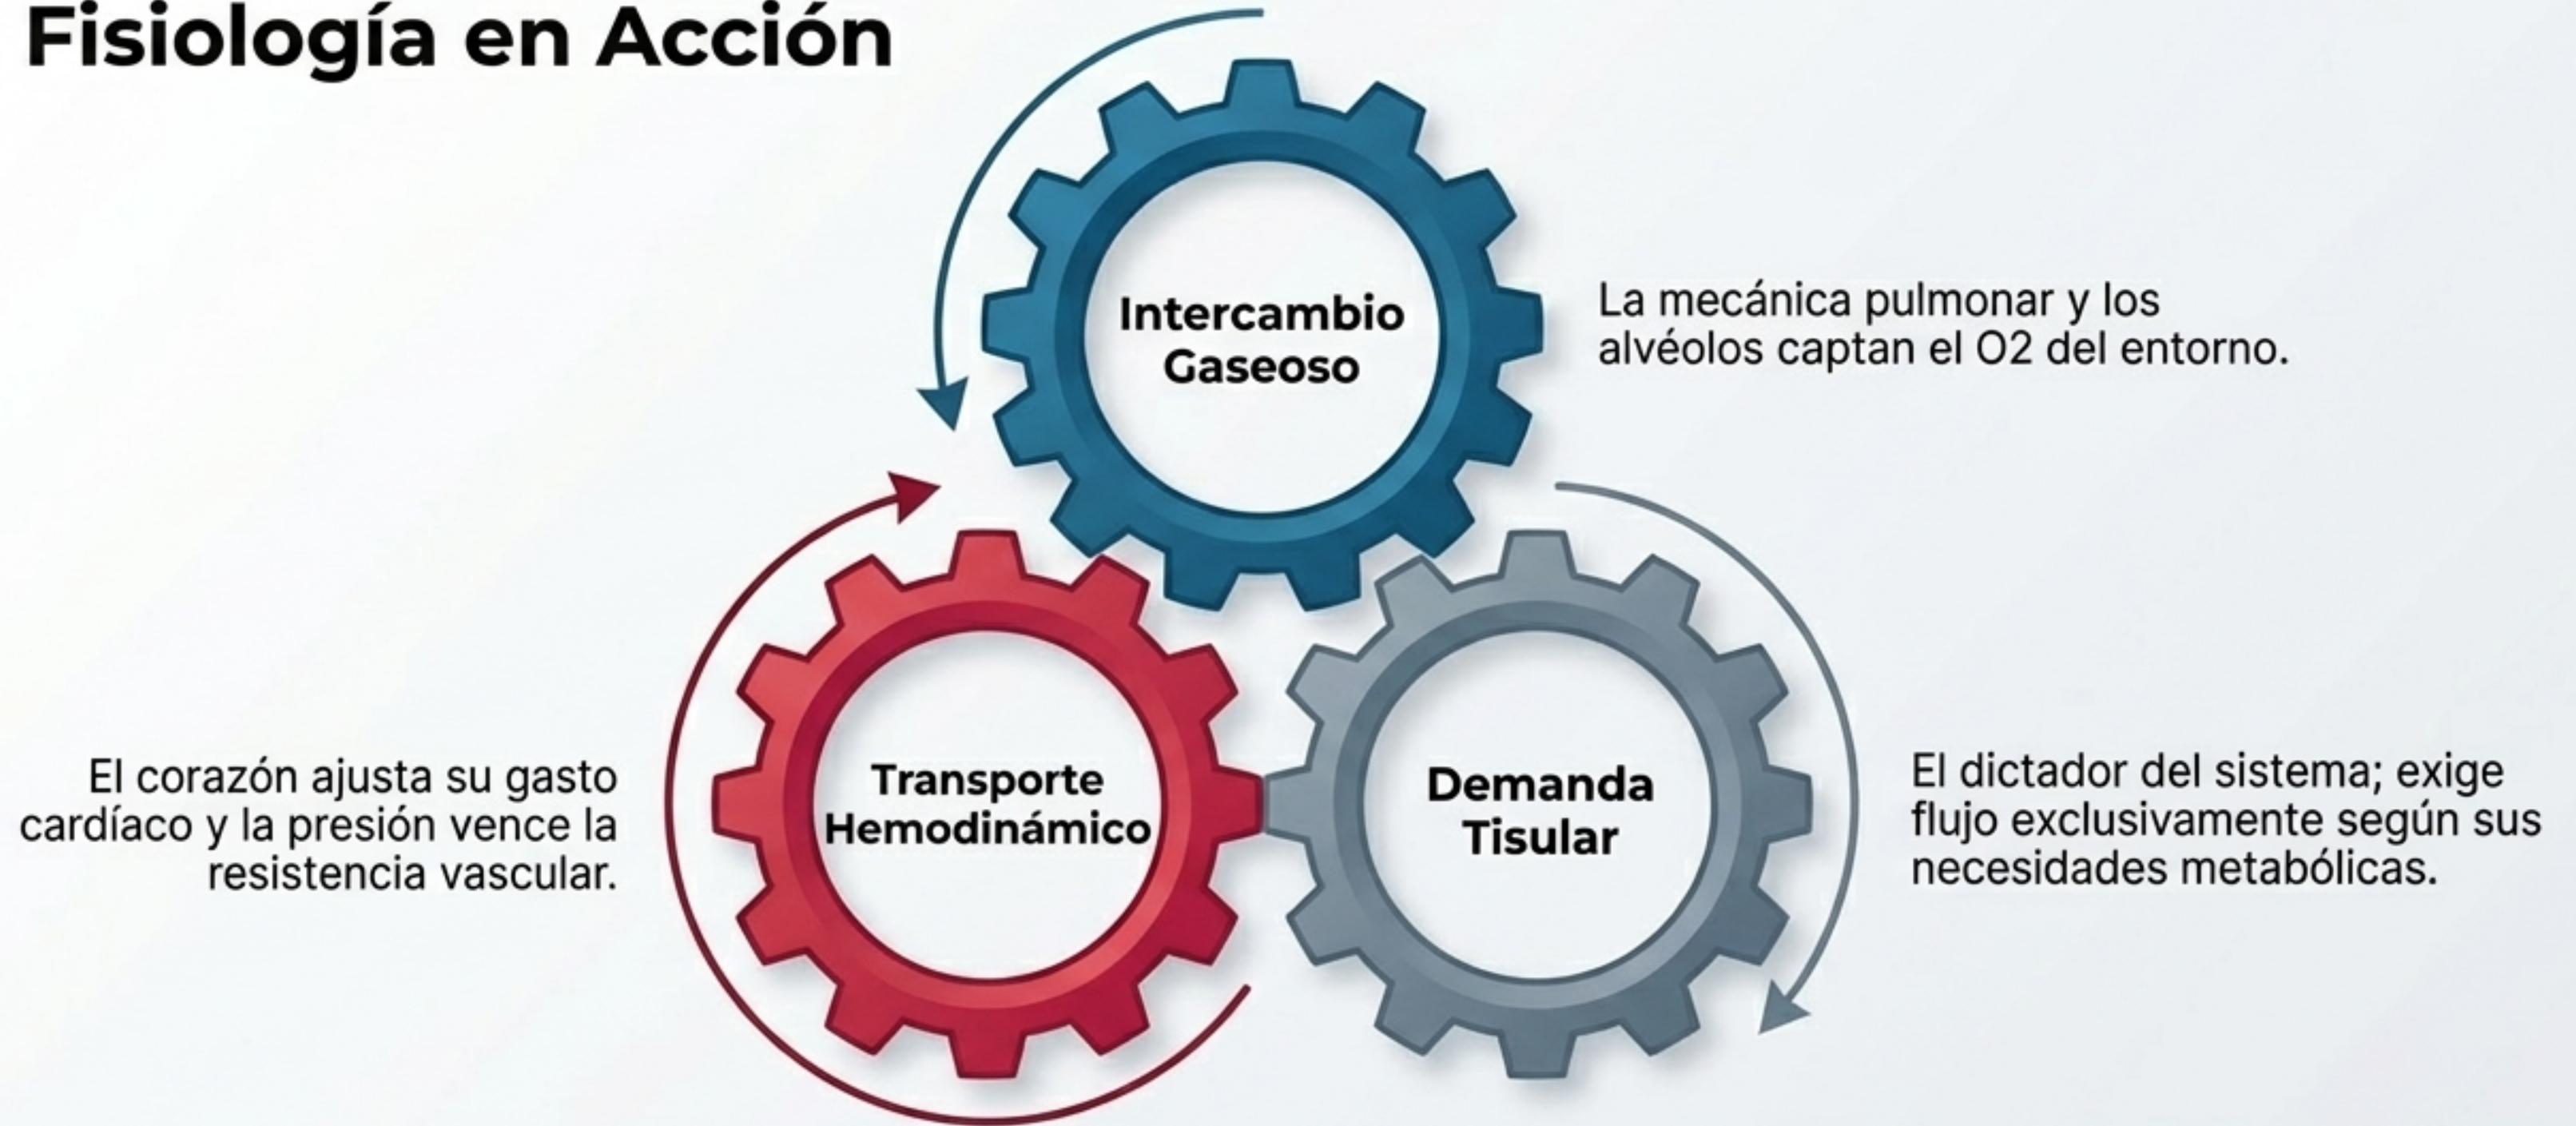 Fisiología en Acción
Intercambio
Gaseoso
La mecánica pulmonar y los
alvéolos captan el O2 del entorno.
Transporte
Hemodinámico
El corazón ajusta su gasto
cardíaco y la presión vence la
resistencia vascular.
Demanda
Tisular
El dictador del sistema; exige
flujo exclusivamente según sus
necesidades metabólicas.